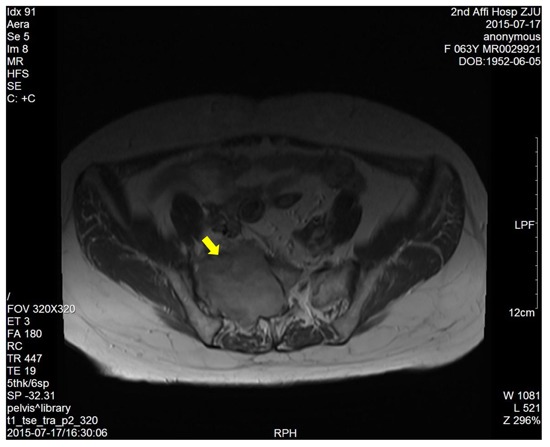 Idx 91
Aera
Se 5
Im 8
MR
HFS
SE
C: +C
2nd Affi Hosp ZJU
2015-07-17
anonymous
F 063Y MR0029921
DOB:1952-06-05
LPF
12cm
/
FOV 320X320
ET 3
FA 180
RC
TR 447
TE 19
5thk/6sp
SP -32.31
pelvis^library
t1_tse_tra_p2_320
2015-07-17/16:30:06
RPH
W 1081
L 521
Z 296%